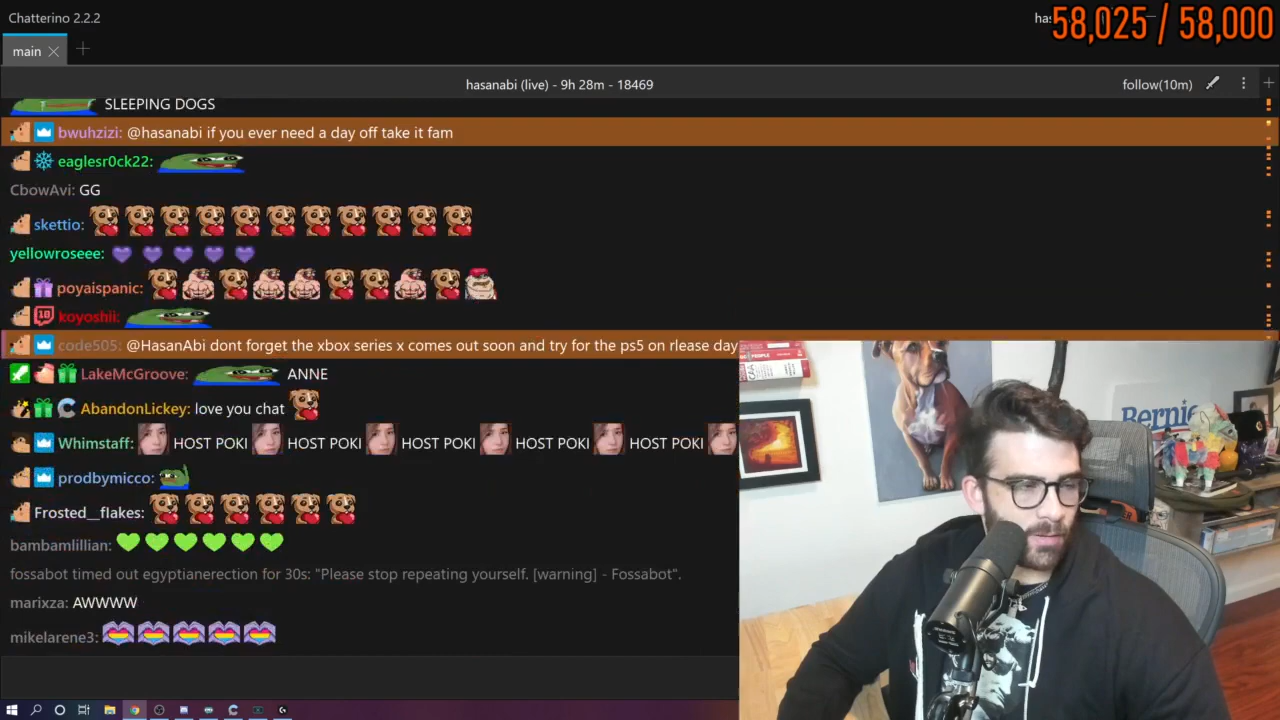 Chatterino 2.2.2
has
58,025 / 58,000
main
hasanabi (live) - 9h 28m - 18469
follow(10m)
SLEEPING DOGS
bwuhzizi: @hasanabi if you ever need a day off take it fam
eaglesr0ck22:
CbowAvi: GG
skettio:
yellowroseee:
poyaispanic:
koyoshii:
code505: @HasanAbi dont forget the xbox series x comes out soon and try for the ps5 on rlease day
LakeMcGroove: ANNE
AbandonLickey: love you chat
Whimstaff: HOST POKI HOST POKI HOST POKI HOST POKI HOST POKI
prodbymicco:
Frosted__flakes:
bambamlillian:
fossabot timed out egyptianerection for 30s: "Please stop repeating yourself. [warning] - Fossabot".
marixza: AWWWW
mikelarene3:
Bernie